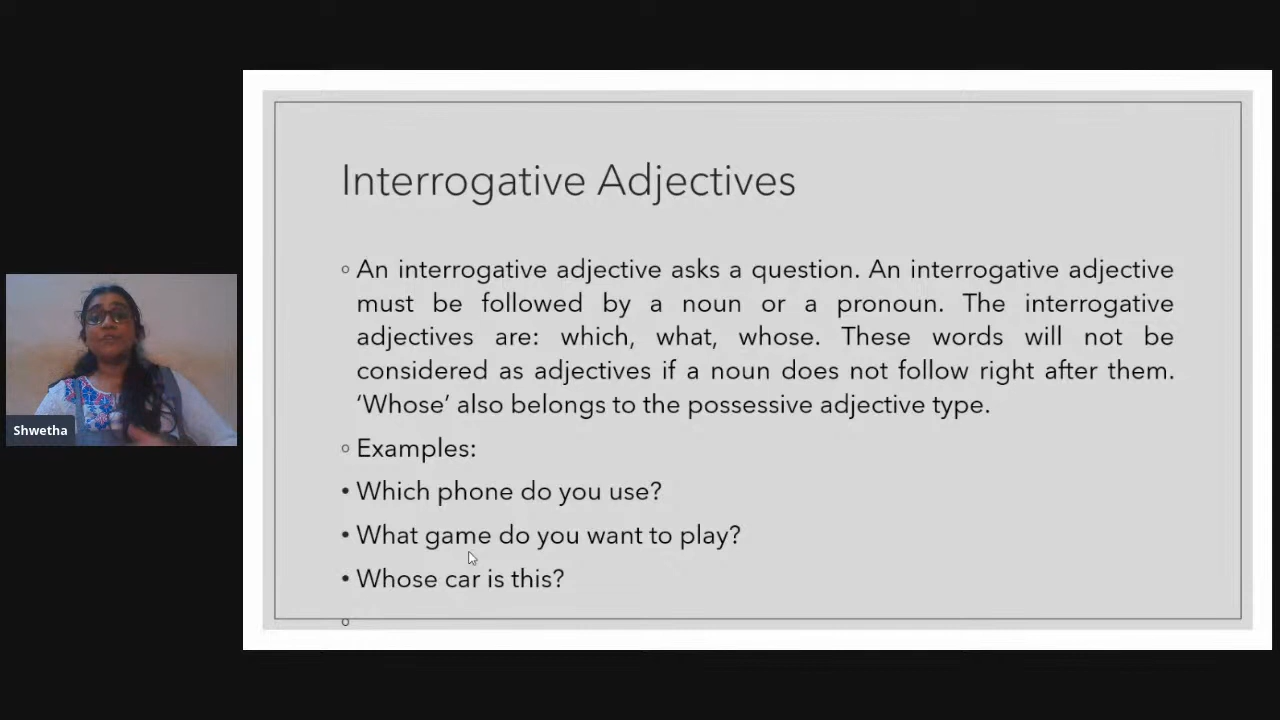 Interrogative Adjectives
An interrogative adjective asks a question. An interrogative adjective
must be followed by a noun or a pronoun. The interrogative
adjectives are: which, what, whose. These words will not be
considered as adjectives if a noun does not follow right after them.
‘Whose’ also belongs to the possessive adjective type.
Examples:
• Which phone do you use?
• What game do you want to play?
• Whose car is this?
Shwetha